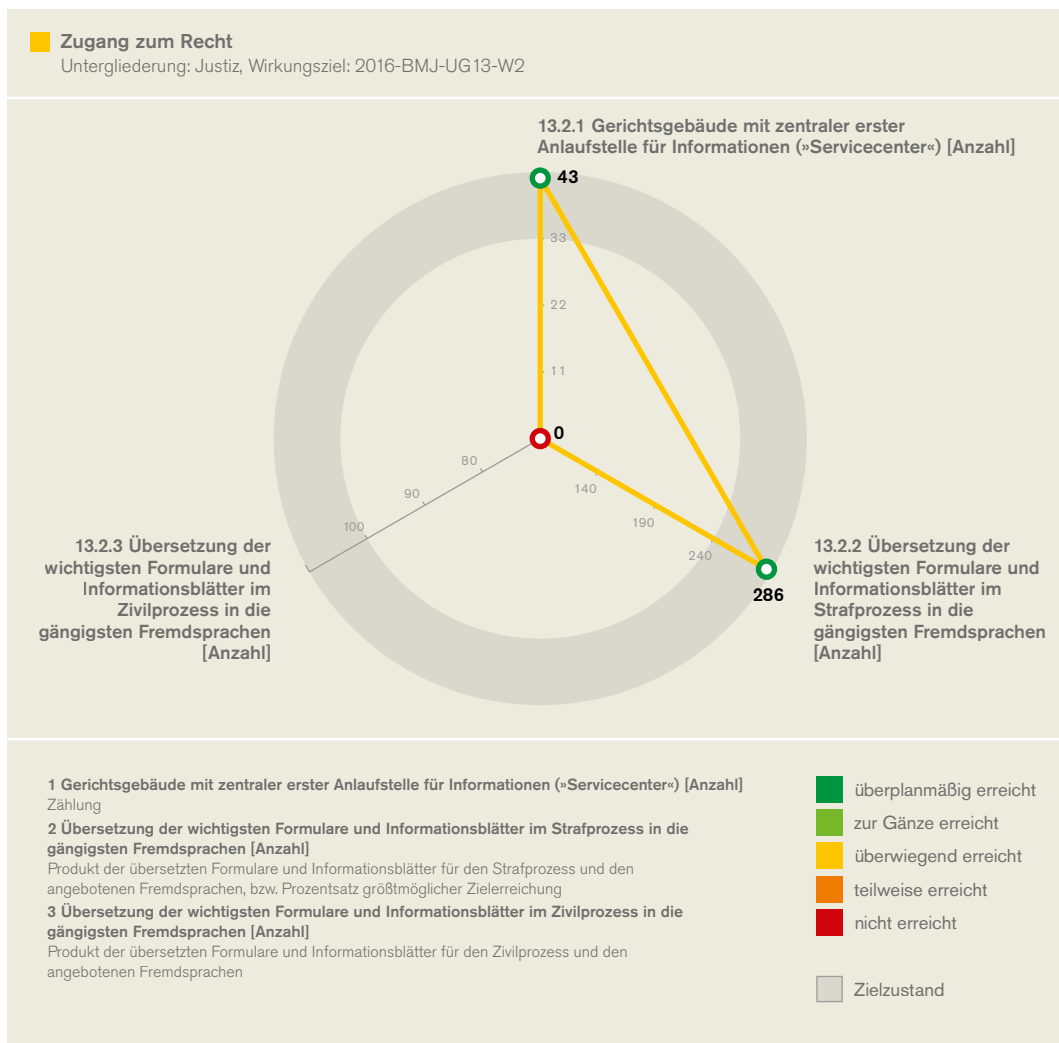 Zugang zum Recht
Untergliederung: Justiz, Wirkungsziel: 2016-BMJ-UG 13-W2
13.2.1 Gerichtsgebäude mit zentraler erster
Anlaufstelle für Informationen (»Servicecenter«) [Anzahl]
43
33
22
11
0
80
90
100
140
190
240
286
13.2.3 Übersetzung der
wichtigsten Formulare und
Informationsblätter im
Zivilprozess in die
gängigsten Fremdsprachen
[Anzahl]
13.2.2 Übersetzung der
wichtigsten Formulare und
Informationsblätter im
Strafprozess in die
gängigsten Fremdsprachen
[Anzahl]
1 Gerichtsgebäude mit zentraler erster Anlaufstelle für Informationen (»Servicecenter«) [Anzahl]
Zählung
2 Übersetzung der wichtigsten Formulare und Informationsblätter im Strafprozess in die
gängigsten Fremdsprachen [Anzahl]
Produkt der übersetzten Formulare und Informationsblätter für den Strafprozess und den
angebotenen Fremdsprachen, bzw. Prozentsatz größtmöglicher Zielerreichung
3 Übersetzung der wichtigsten Formulare und Informationsblätter im Zivilprozess in die
gängigsten Fremdsprachen [Anzahl]
Produkt der übersetzten Formulare und Informationsblätter für den Zivilprozess und den
angebotenen Fremdsprachen
überplanmäßig erreicht
zur Gänze erreicht
überwiegend erreicht
teilweise erreicht
nicht erreicht
Zielzustand